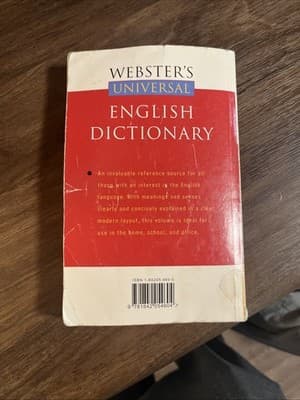 WEBSTER'S
UNIVERSAL
ENGLISH
DICTIONARY
• An invaluable reference source for all
those with an interest in the English
language. With meanings and senses
clearly and concisely explained in a clear
modern layout, this volume is ideal for
use in the home, school, and office.